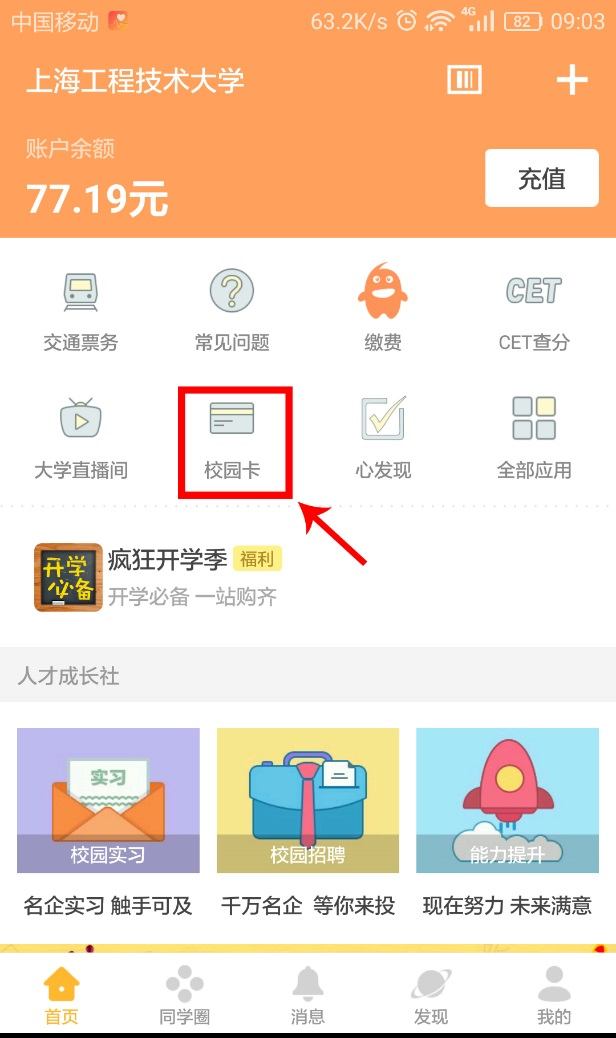 中国移动 63.2K/s 4G 82 09:03
上海工程技术大学
账户余额
77.19元
充值
CET
交通票务 常见问题 缴费 CET查分
大学直播间 校园卡 心发现 全部应用
开学必备
疯狂开学季 福利
开学必备 一站购齐
人才成长社
实习
校园实习 校园招聘 能力提升
名企实习 触手可及 千万名企 等你来投 现在努力 未来满意
首页 同学圈 消息 发现 我的